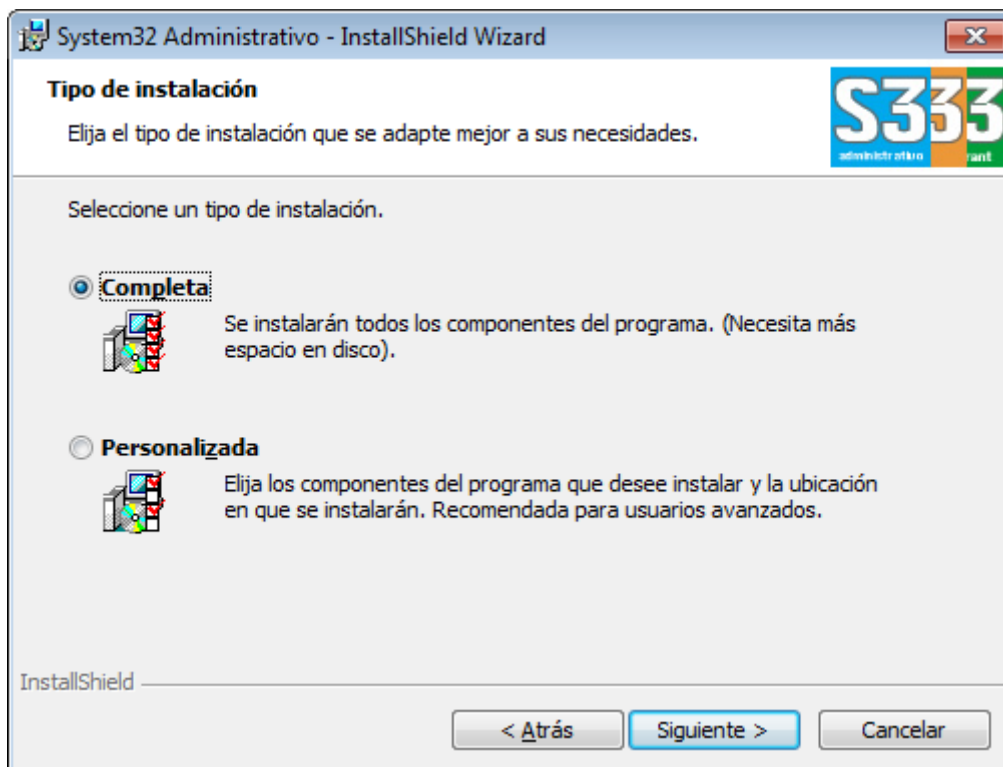 System32 Administrativo - InstallShield Wizard
Tipo de instalación
Elija el tipo de instalación que se adapte mejor a sus necesidades.
S333
administrativo
rant
Seleccione un tipo de instalación.
Completa
Se instalarán todos los componentes del programa. (Necesita más
espacio en disco).
Personalizada
Elija los componentes del programa que desee instalar y la ubicación
en que se instalarán. Recomendada para usuarios avanzados.
InstallShield
< Atrás
Siguiente >
Cancelar